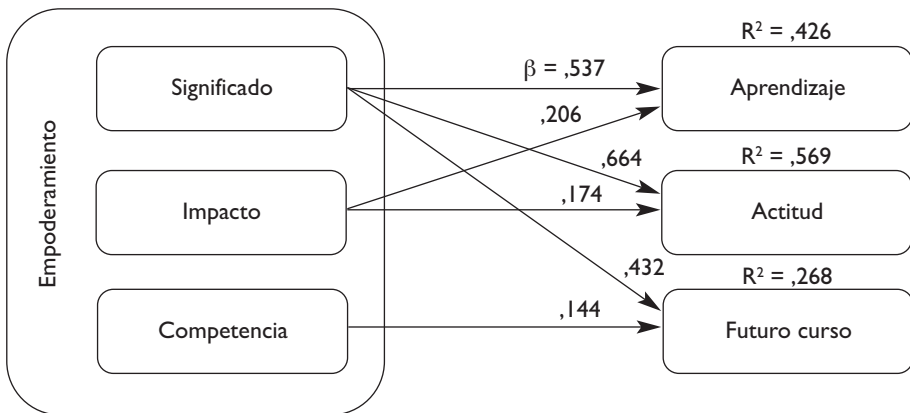 R² = ,426
Significado
β = ,537
Aprendizaje
,206
,664
R² = ,569
Empoderamiento
Impacto
,174
Actitud
,432
R² = ,268
Competencia
,144
Futuro curso